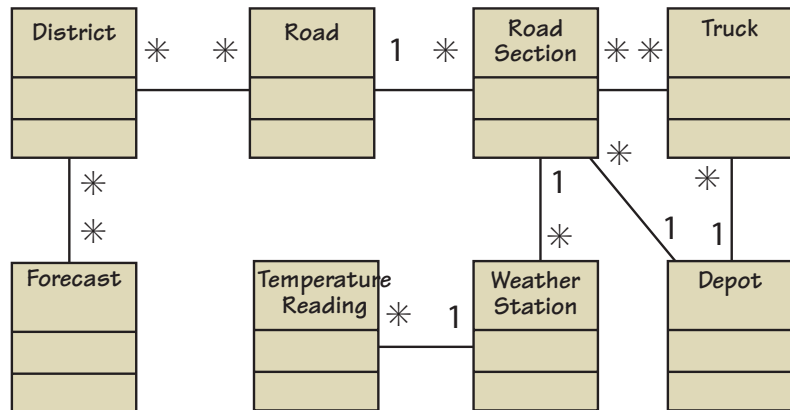 District
*
*
Road
1
*
Road
Section
*
*
Truck
*
*
1
*
*
1
*
1
Forecast
Temperature
Reading
*
1
Weather
Station
Depot